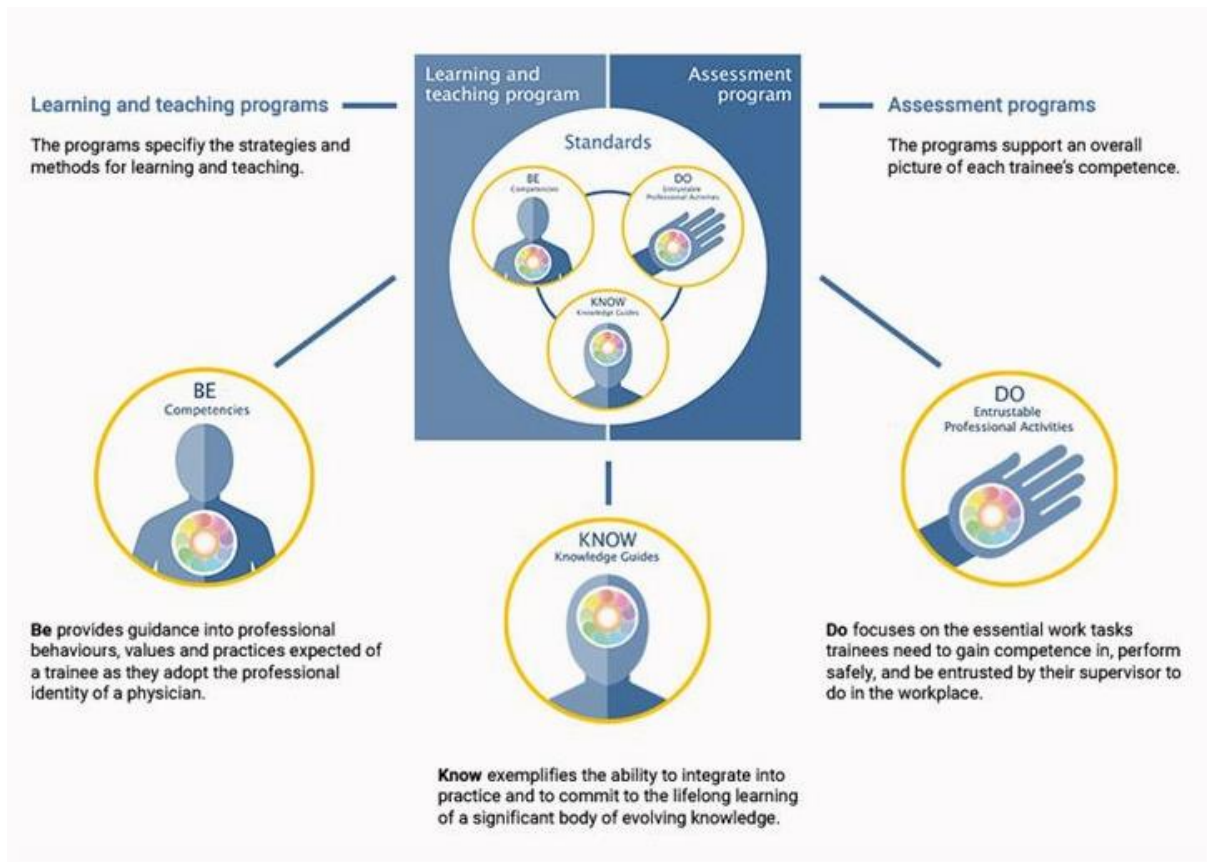 Learning and
teaching program
Assessment
program
Learning and teaching programs
The programs specifiy the strategies and
methods for learning and teaching.
Assessment programs
The programs support an overall
picture of each trainee's competence.
Standards
BE
Competencies
DO
Entrustable
Professional Activities
KNOW
Knowledge Guides
BE
Competencies
Be provides guidance into professional
behaviours, values and practices expected of
a trainee as they adopt the professional
identity of a physician.
KNOW
Knowledge Guides
Know exemplifies the ability to integrate into
practice and to commit to the lifelong learning
of a significant body of evolving knowledge.
DO
Entrustable
Professional Activities
Do focuses on the essential work tasks
trainees need to gain competence in, perform
safely, and be entrusted by their supervisor to
do in the workplace.